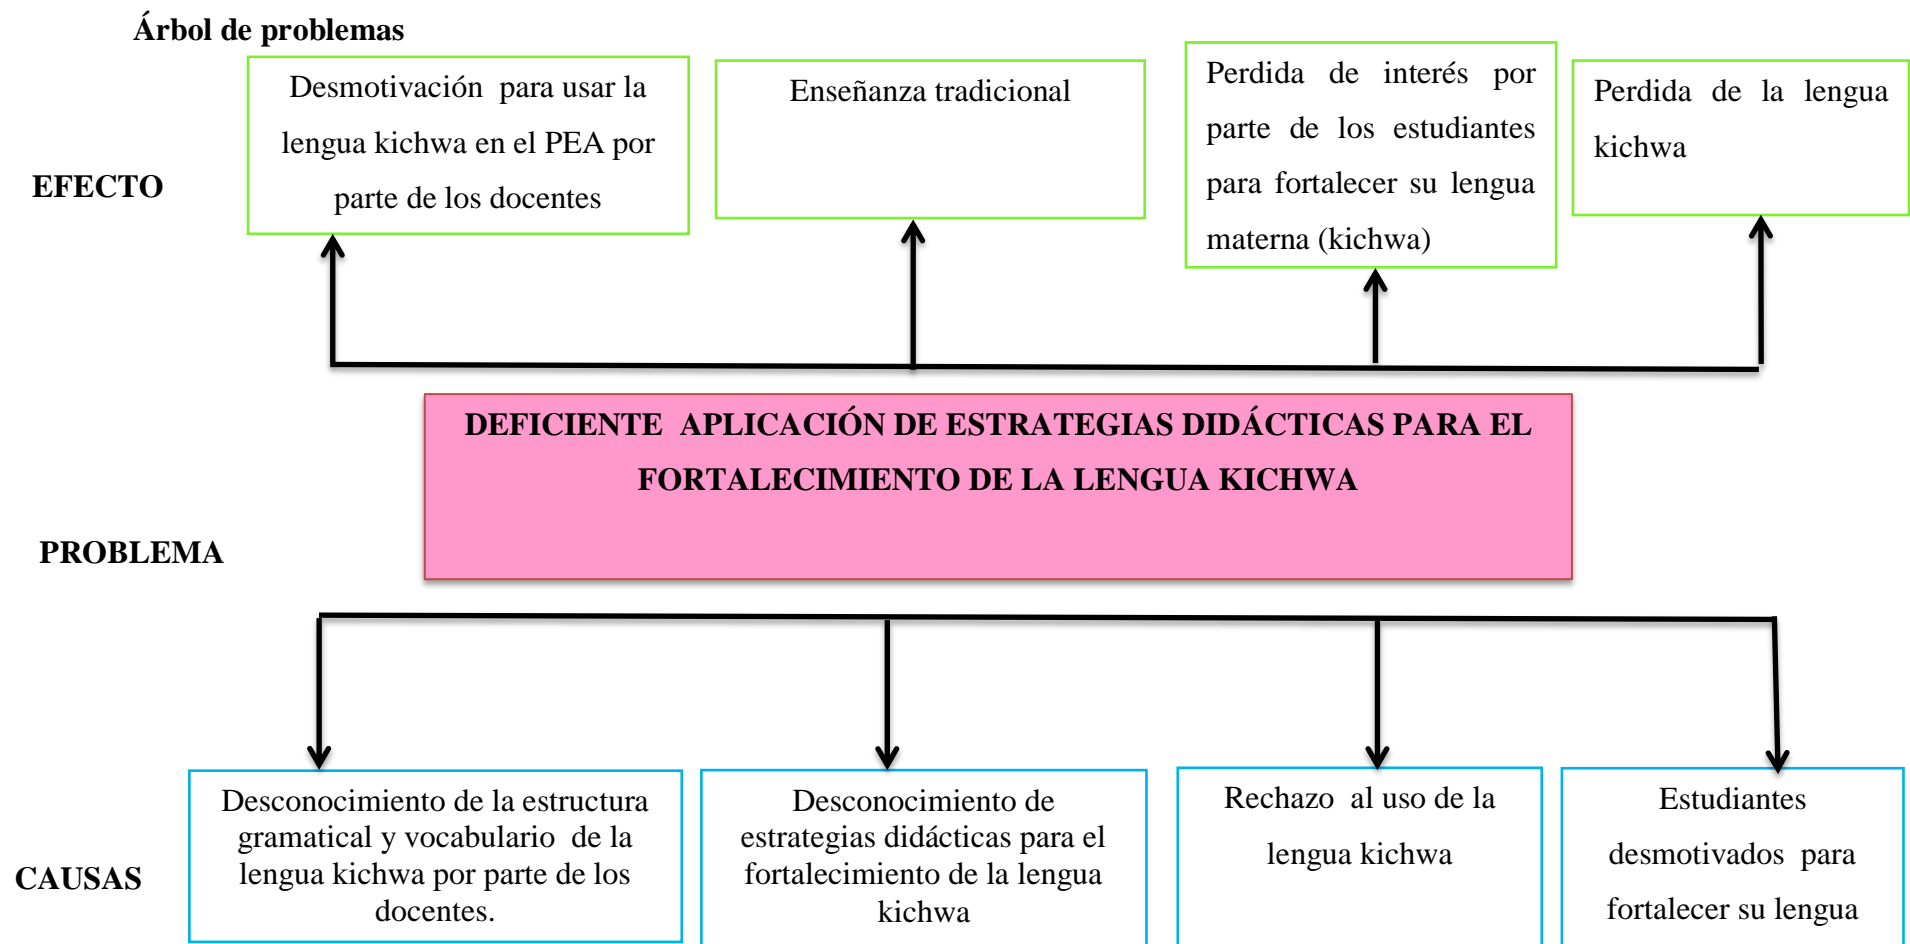 Árbol de problemas
EFECTO
Desmotivación para usar la
lengua kichwa en el PEA por
parte de los docentes
Enseñanza tradicional
Perdida de interés por
parte de los estudiantes
para fortalecer su lengua
materna (kichwa)
Perdida de la lengua
kichwa
PROBLEMA
DEFICIENTE APLICACIÓN DE ESTRATEGIAS DIDÁCTICAS PARA EL
FORTALECIMIENTO DE LA LENGUA KICHWA
CAUSAS
Desconocimiento de la estructura
gramatical y vocabulario de la
lengua kichwa por parte de los
docentes.
Desconocimiento de
estrategias didácticas para el
fortalecimiento de la lengua
kichwa
Rechazo al uso de la
lengua kichwa
Estudiantes
desmotivados para
fortalecer su lengua